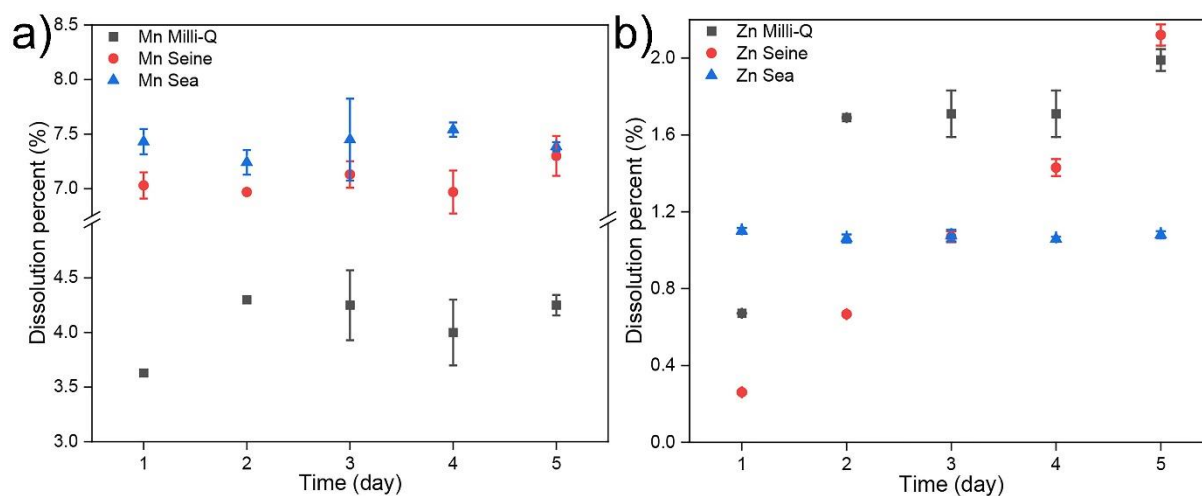 a)
Mn Milli-Q
Mn Seine
Mn Sea
Dissolution percent (%)
8.5
8.0
7.5
7.0
4.5
4.0
3.5
3.0
1 2 3 4 5
Time (day)
b)
Zn Milli-Q
Zn Seine
Zn Sea
Dissolution percent (%)
2.0
1.6
1.2
0.8
0.4
0.0
1 2 3 4 5
Time (day)